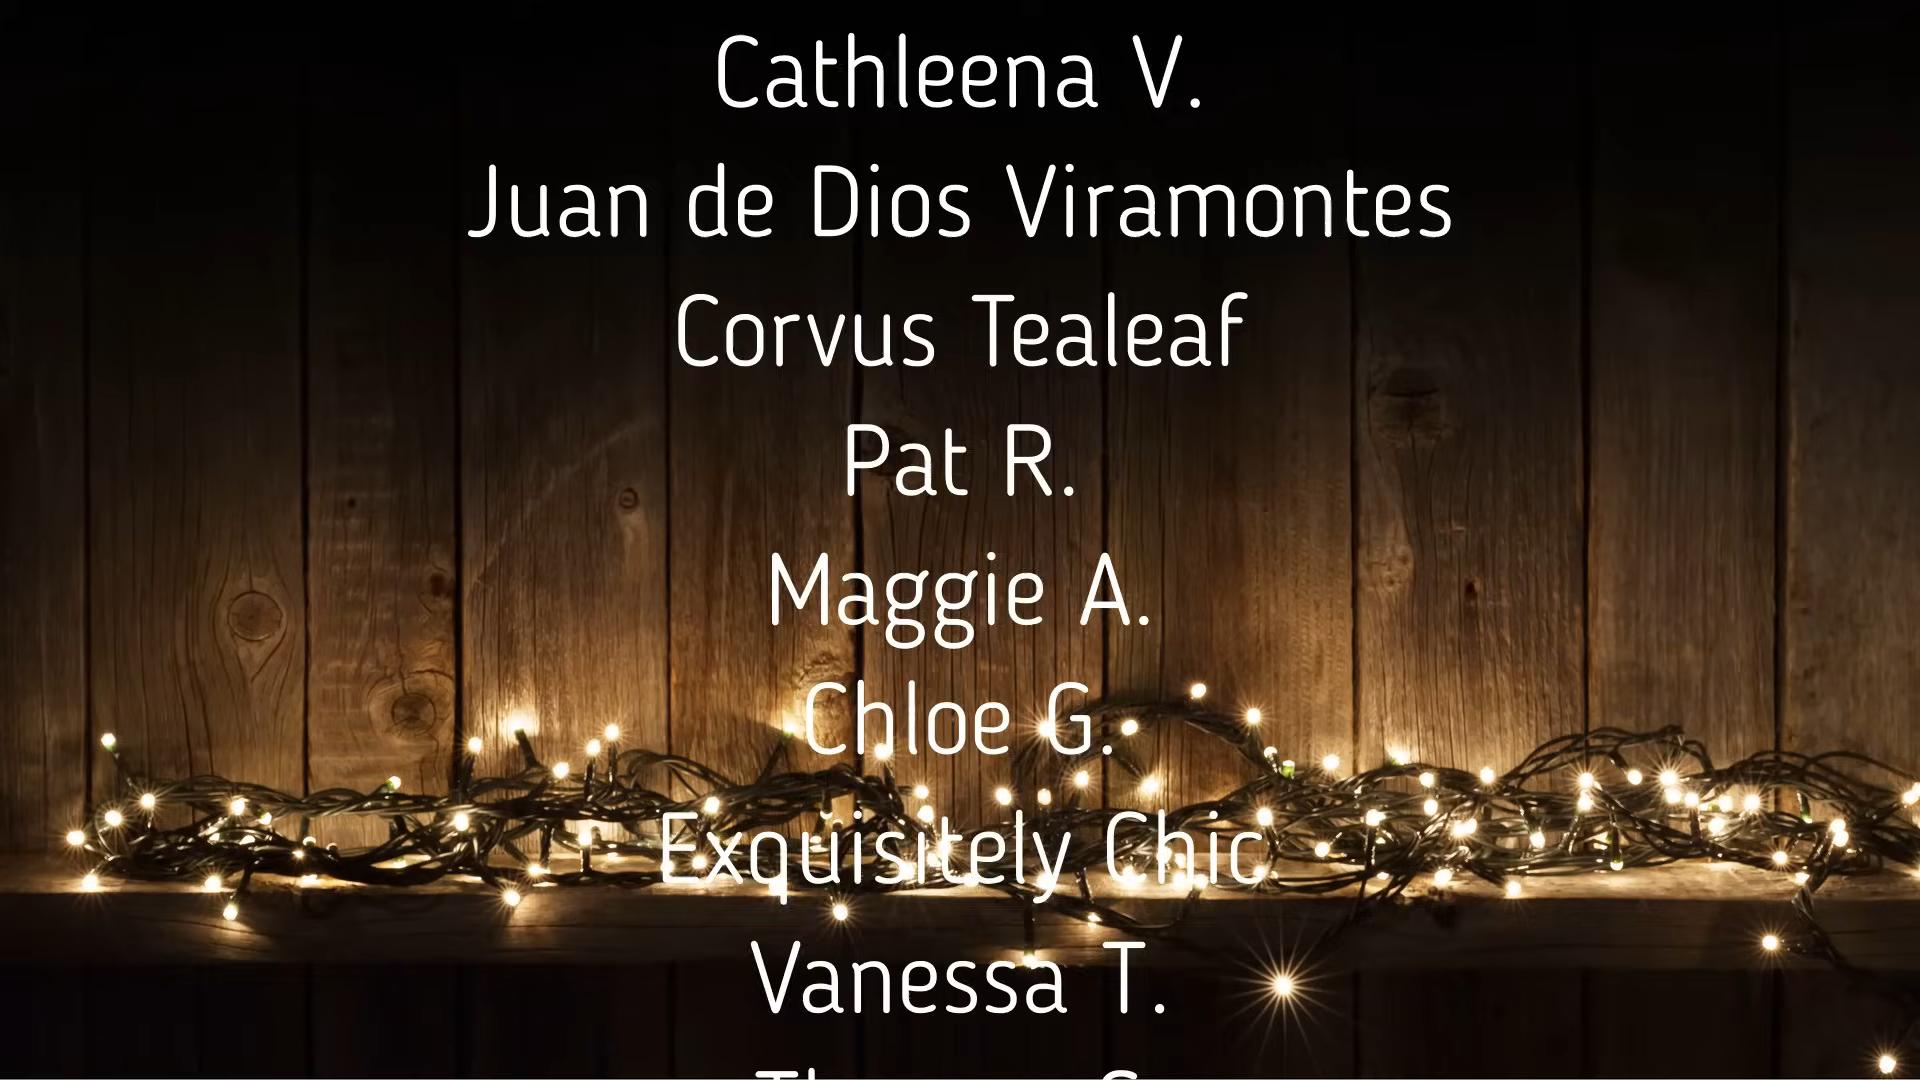 Cathleena V.
Juan de Dios Viramontes
Corvus Tealeaf
Pat R.
Maggie A.
Chloe G.
Exquisitely Chic
Vanessa T.